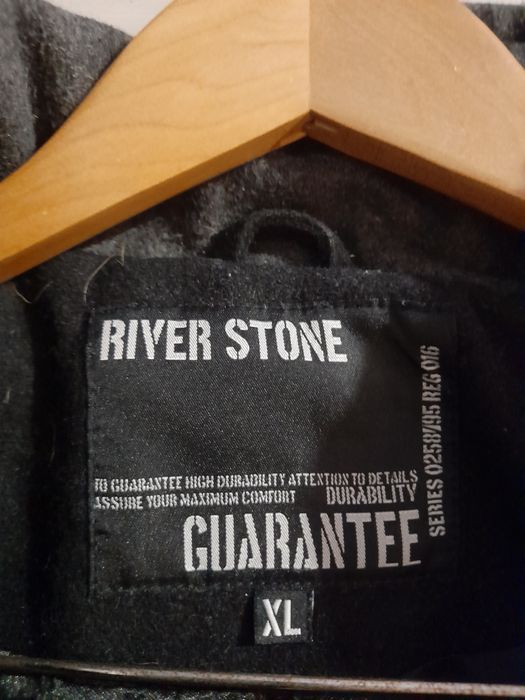 RIVER STONE
TO GUARANTEE HIGH DURABILITY ATTENTION TO DETAILS
ASSURE YOUR MAXIMUM COMFORT DURABILITY
GUARANTEE
SERIES 0258/195 REG 016
XL